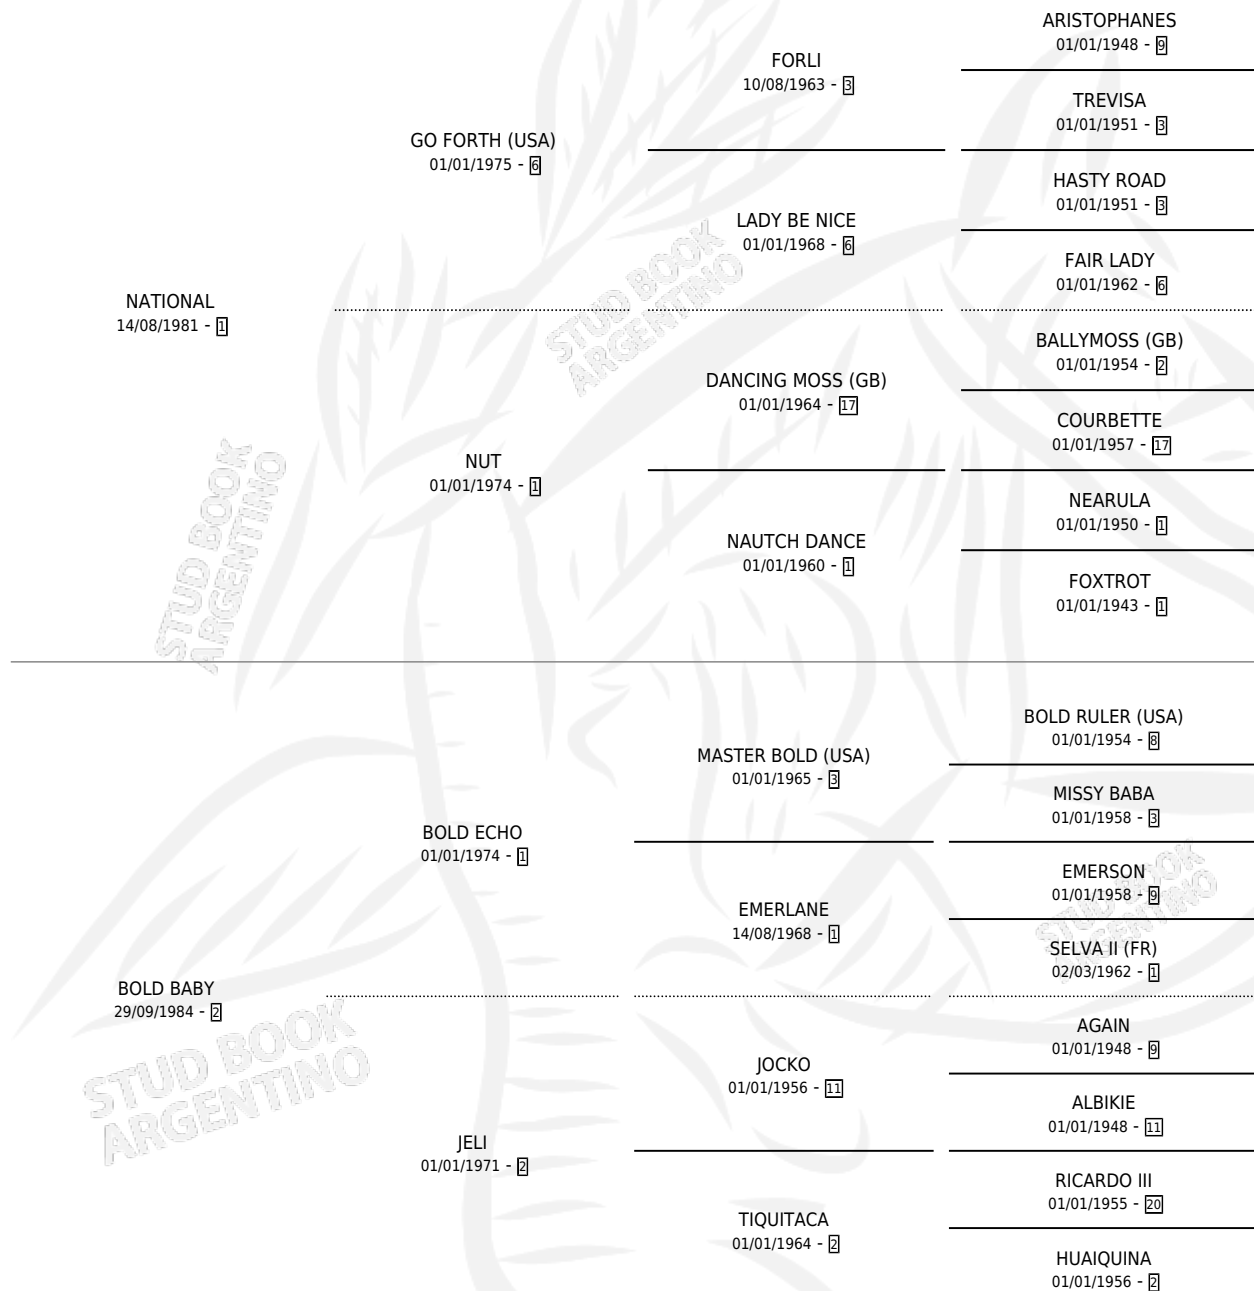 ARISTOPHANES
01/01/1948 - 9
FORLI
10/08/1963 - 3
TREVISA
01/01/1951 - 3
GO FORTH (USA)
01/01/1975 - 6
HASTY ROAD
01/01/1951 - 3
LADY BE NICE
01/01/1968 - 6
FAIR LADY
01/01/1962 - 6
NATIONAL
14/08/1981 - 1
STUD BOOK
ARGENTINO
BALLYMOSS (GB)
01/01/1954 - 2
DANCING MOSS (GB)
01/01/1964 - 17
COURBETTE
01/01/1957 - 17
NUT
01/01/1974 - 1
NEARULA
01/01/1950 - 1
NAUTCH DANCE
01/01/1960 - 1
FOXTROT
01/01/1943 - 1
STUD BOOK
ARGENTINO
BOLD RULER (USA)
01/01/1954 - 8
MASTER BOLD (USA)
01/01/1965 - 3
MISSY BABA
01/01/1958 - 3
BOLD ECHO
01/01/1974 - 1
EMERSON
01/01/1958 - 9
EMERLANE
14/08/1968 - 1
SELVA II (FR)
02/03/1962 - 1
STUD BOOK
ARGENTINO
BOLD BABY
29/09/1984 - 2
STUD BOOK
ARGENTINO
AGAIN
01/01/1948 - 9
JOCKO
01/01/1956 - 11
ALBIKIE
01/01/1948 - 11
JELI
01/01/1971 - 2
RICARDO III
01/01/1955 - 20
TIQUITACA
01/01/1964 - 2
HUAIQUINA
01/01/1956 - 2